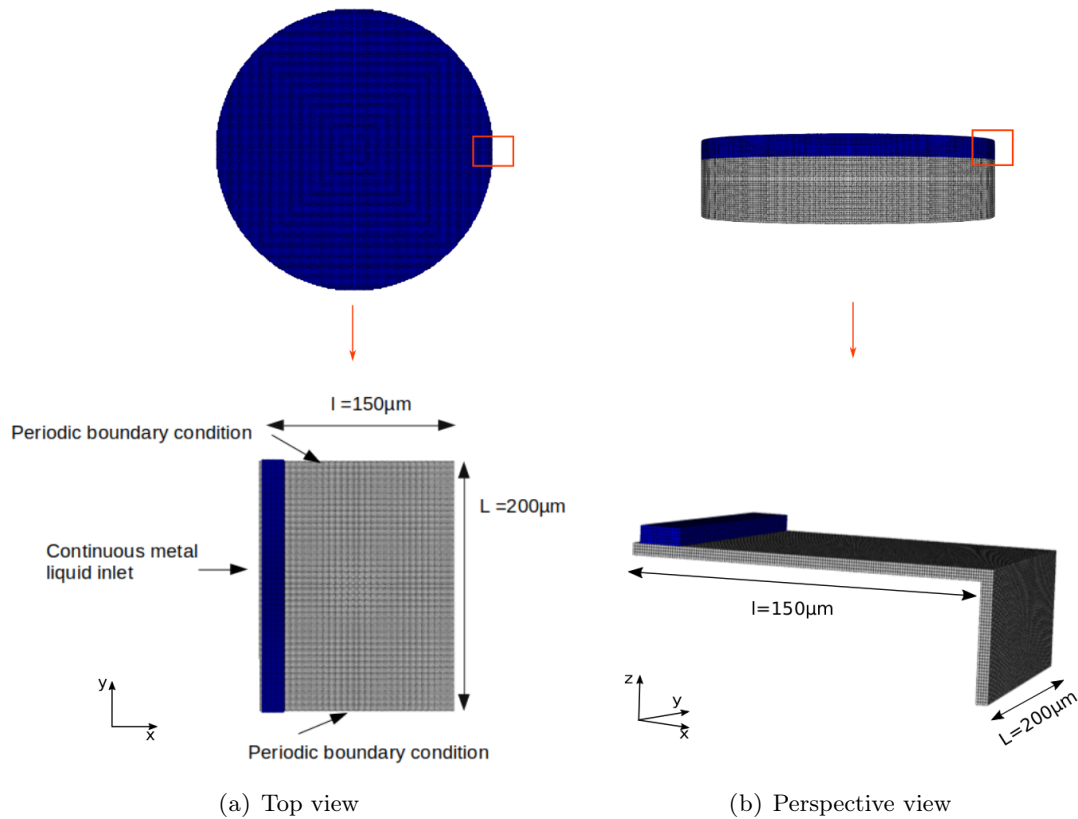 l =150µm
Periodic boundary condition
L =200µm
Continuous metal
liquid inlet
y
x
Periodic boundary condition
l=150µm
z
y
x
L=200µm
(a) Top view
(b) Perspective view